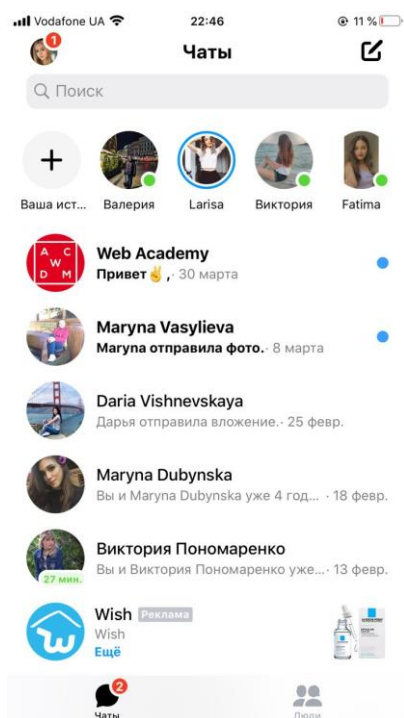 Vodafone UA 22:46 11 %
1
Чаты
Поиск
Ваша ист... Валерия Larisa Виктория Fatima
A C
W
D M
Web Academy
Привет✌️,· 30 марта
Maryna Vasylieva
Maryna отправила фото.· 8 марта
Daria Vishnevskaya
Дарья отправила вложение.· 25 февр.
Maryna Dubynska
Вы и Maryna Dubynska уже 4 год... · 18 февр.
Виктория Пономаренко
27 мин.
Вы и Виктория Пономаренко уже...· 13 февр.
Wish Реклама
Wish
Ещё
2
Чаты Люди